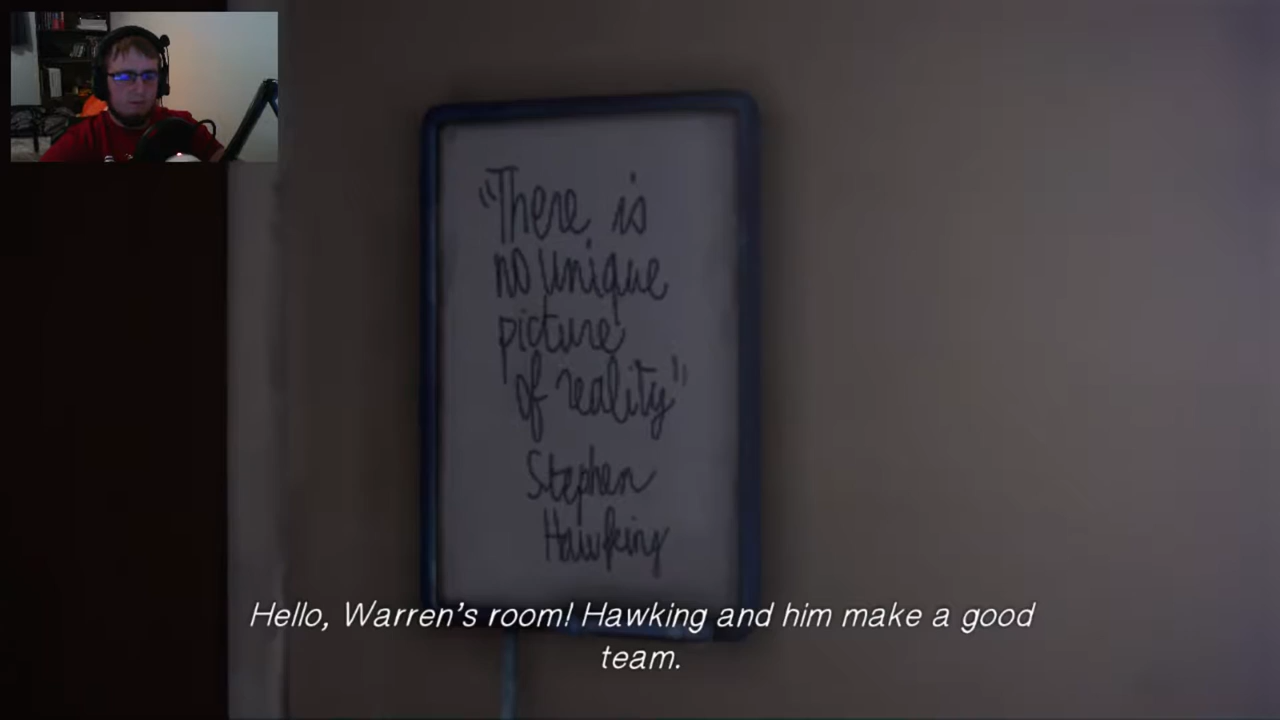 "There is
no unique
picture
of reality"
Stephen
Hawking
Hello, Warren's room! Hawking and him make a good
team.